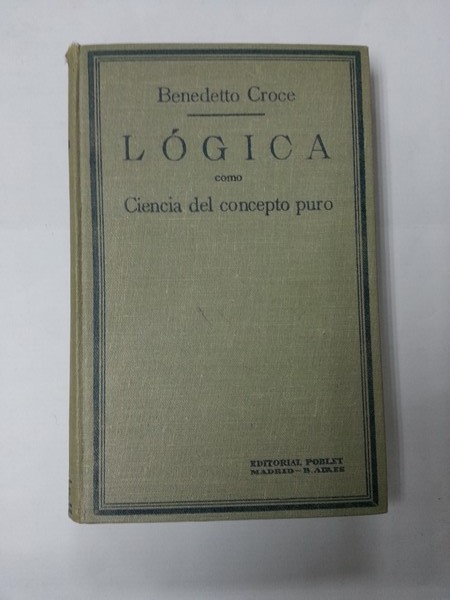 Benedetto Croce
LÓGICA
como
Ciencia del concepto puro
EDITORIAL POBLET
MADRID-B. AIRES